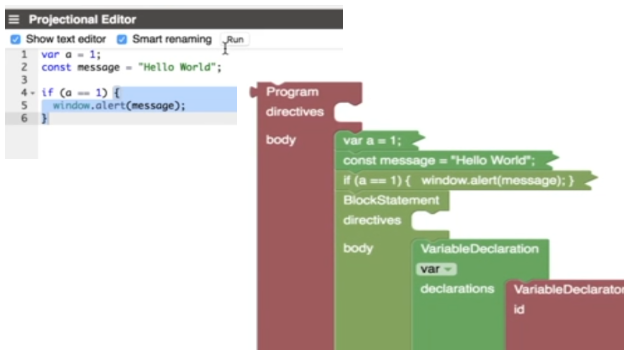 Projectional Editor
Show text editor Smart renaming Run
1 var a = 1;
2 const message = "Hello World";
3
4 if (a == 1) {
5 window.alert(message);
6 }
Program
directives
body
var a = 1;
const message = "Hello World";
if (a == 1) { window.alert(message); }
BlockStatement
directives
body
VariableDeclaration
var
declarations
VariableDeclarator
id